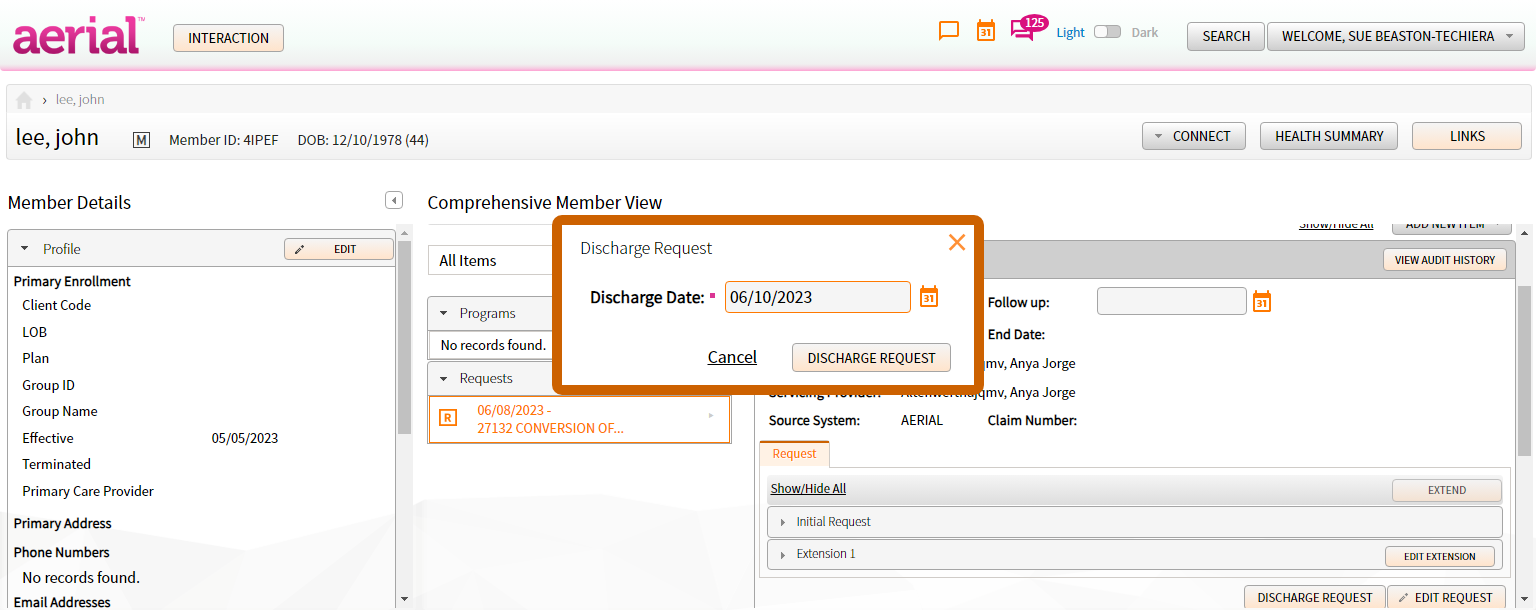 aerial™
INTERACTION
31
125
Light
Dark
SEARCH
WELCOME, SUE BEASTON-TECHIERA
› lee, john
lee, john
M
Member ID: 4IPEF
DOB: 12/10/1978 (44)
CONNECT
HEALTH SUMMARY
LINKS
Member Details
Profile
EDIT
Primary Enrollment
Client Code
LOB
Plan
Group ID
Group Name
Effective 05/05/2023
Terminated
Primary Care Provider
Primary Address
Phone Numbers
No records found.
Email Addresses
Comprehensive Member View
All Items
Programs
No records found.
Requests
R
06/08/2023 -
27132 CONVERSION OF...
Discharge Request
Discharge Date: 06/10/2023
31
Cancel
DISCHARGE REQUEST
Show/Hide All
ADD NEW ITEM
VIEW AUDIT HISTORY
Follow up:
31
End Date:
Anya Jorge
Servicing Provider: Anya Jorge
Source System: AERIAL Claim Number:
Request
Show/Hide All
EXTEND
Initial Request
Extension 1
EDIT EXTENSION
DISCHARGE REQUEST
EDIT REQUEST